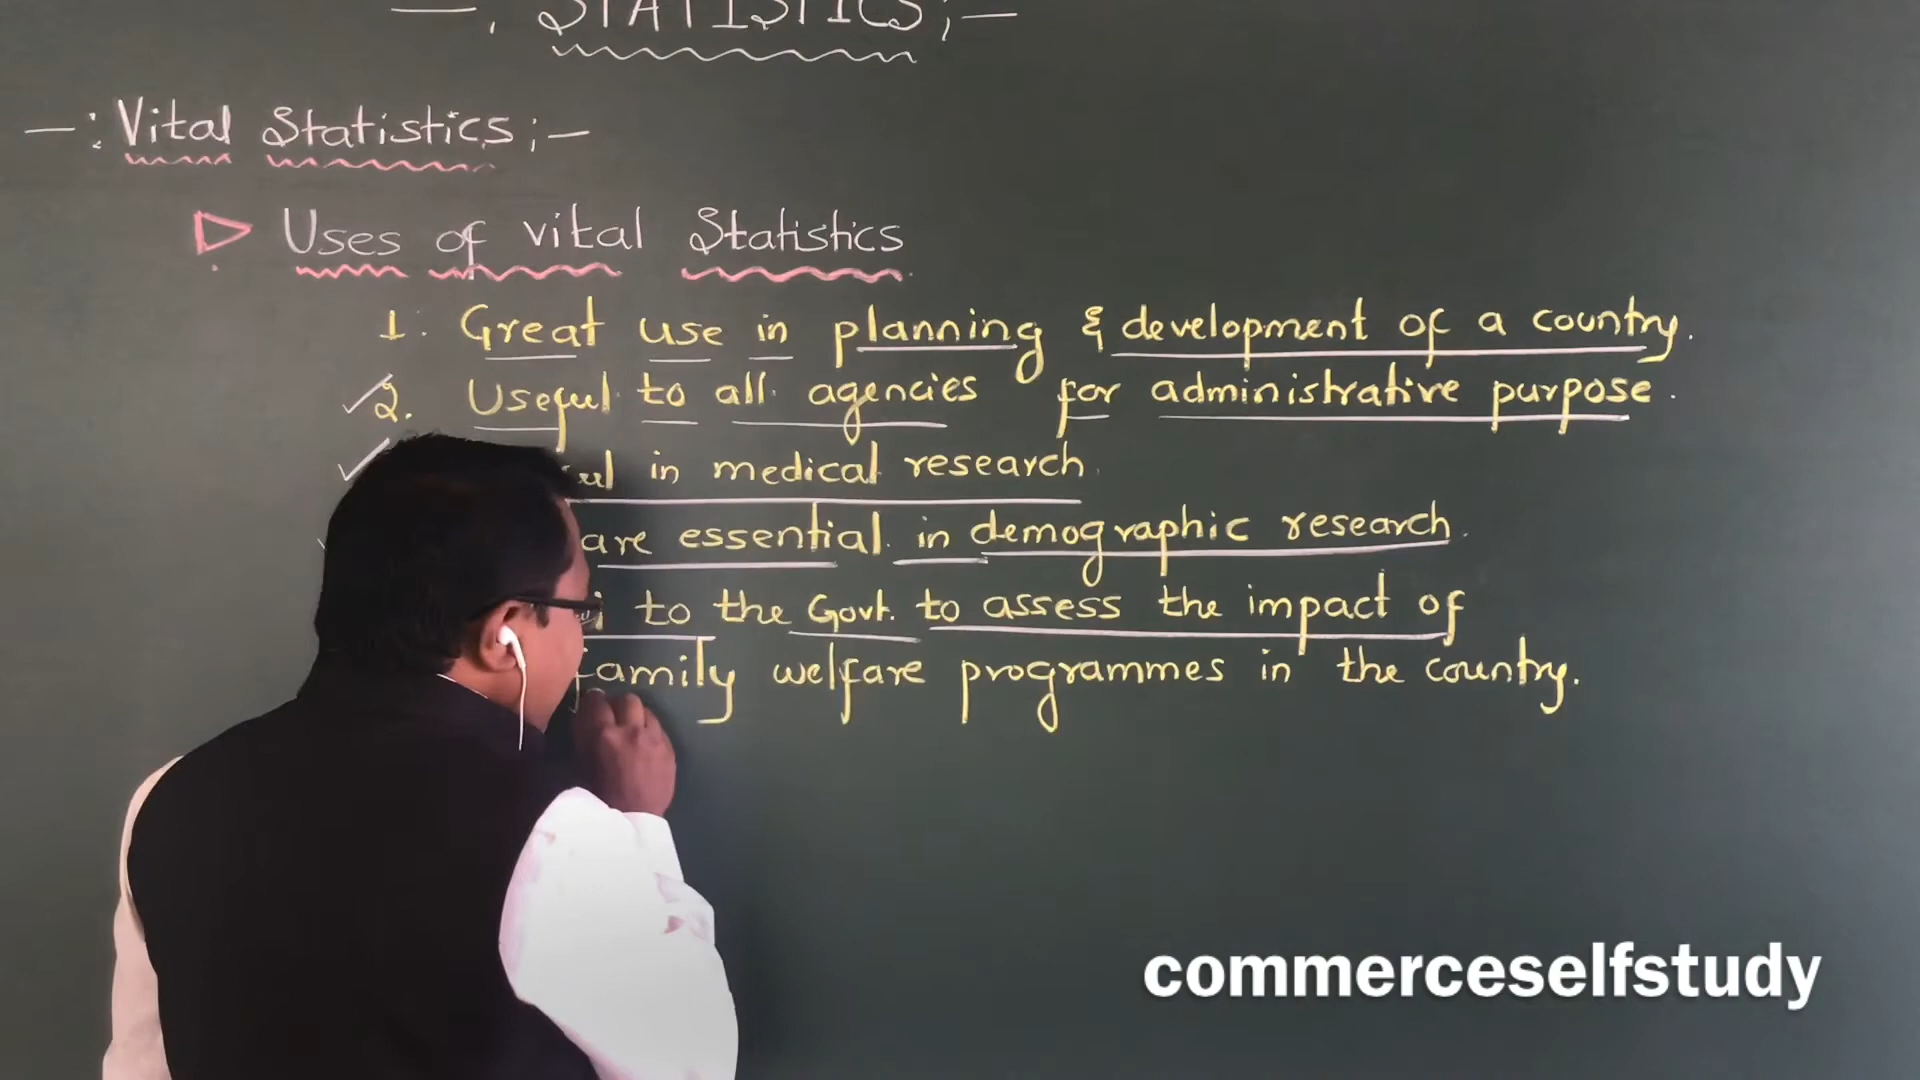 —. STATISTICS ;—
—: Vital Statistics ;—
Uses of vital Statistics
1. Great use in planning & development of a country.
2. Useful to all agencies for administrative purpose.
in medical research.
are essential in demographic research.
to the Govt. to assess the impact of
family welfare programmes in the country.
commerceselfstudy